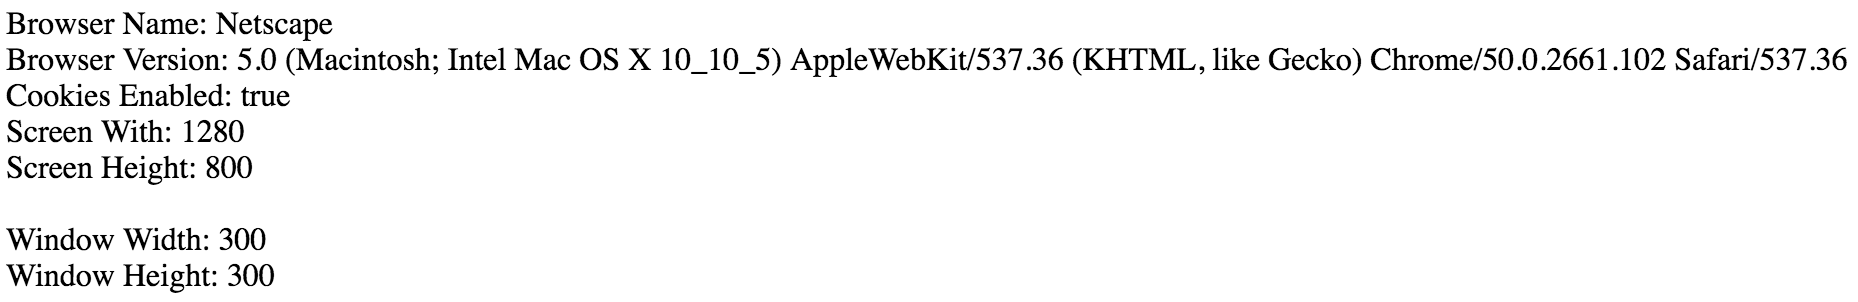 Browser Name: Netscape
Browser Version: 5.0 (Macintosh; Intel Mac OS X 10_10_5) AppleWebKit/537.36 (KHTML, like Gecko) Chrome/50.0.2661.102 Safari/537.36
Cookies Enabled: true
Screen With: 1280
Screen Height: 800
Window Width: 300
Window Height: 300